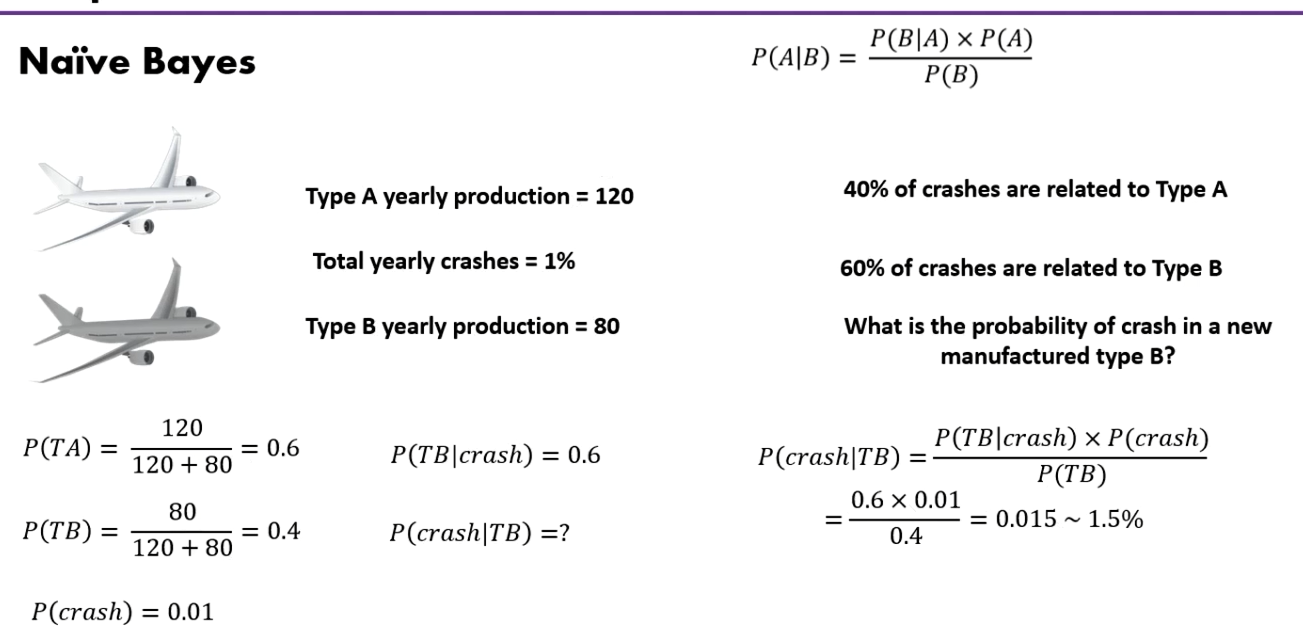 Naïve Bayes
P(A|B) = \frac{P(B|A) × P(A)}{P(B)}
Type A yearly production = 120
40% of crashes are related to Type A
Total yearly crashes = 1%
60% of crashes are related to Type B
Type B yearly production = 80
What is the probability of crash in a new
manufactured type B?
P(TA) = \frac{120}{120 + 80} = 0.6
P(TB|crash) = 0.6
P(crash|TB) = \frac{P(TB|crash) × P(crash)}{P(TB)}
= \frac{0.6 × 0.01}{0.4} = 0.015 ~ 1.5%
P(TB) = \frac{80}{120 + 80} = 0.4
P(crash|TB) =?
P(crash) = 0.01